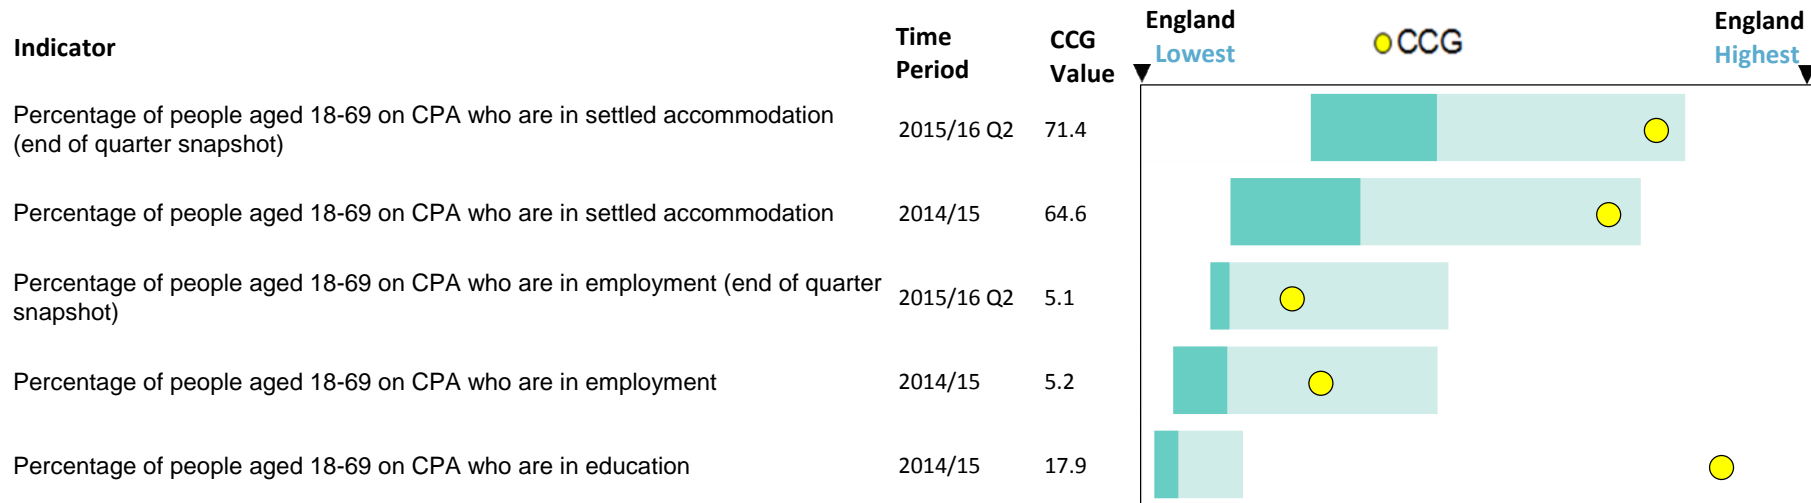 Indicator
Time Period
CCG Value
England Lowest
CCG
England Highest
Percentage of people aged 18-69 on CPA who are in settled accommodation
(end of quarter snapshot)
2015/16 Q2
71.4
Percentage of people aged 18-69 on CPA who are in settled accommodation
2014/15
64.6
Percentage of people aged 18-69 on CPA who are in employment (end of quarter
snapshot)
2015/16 Q2
5.1
Percentage of people aged 18-69 on CPA who are in employment
2014/15
5.2
Percentage of people aged 18-69 on CPA who are in education
2014/15
17.9